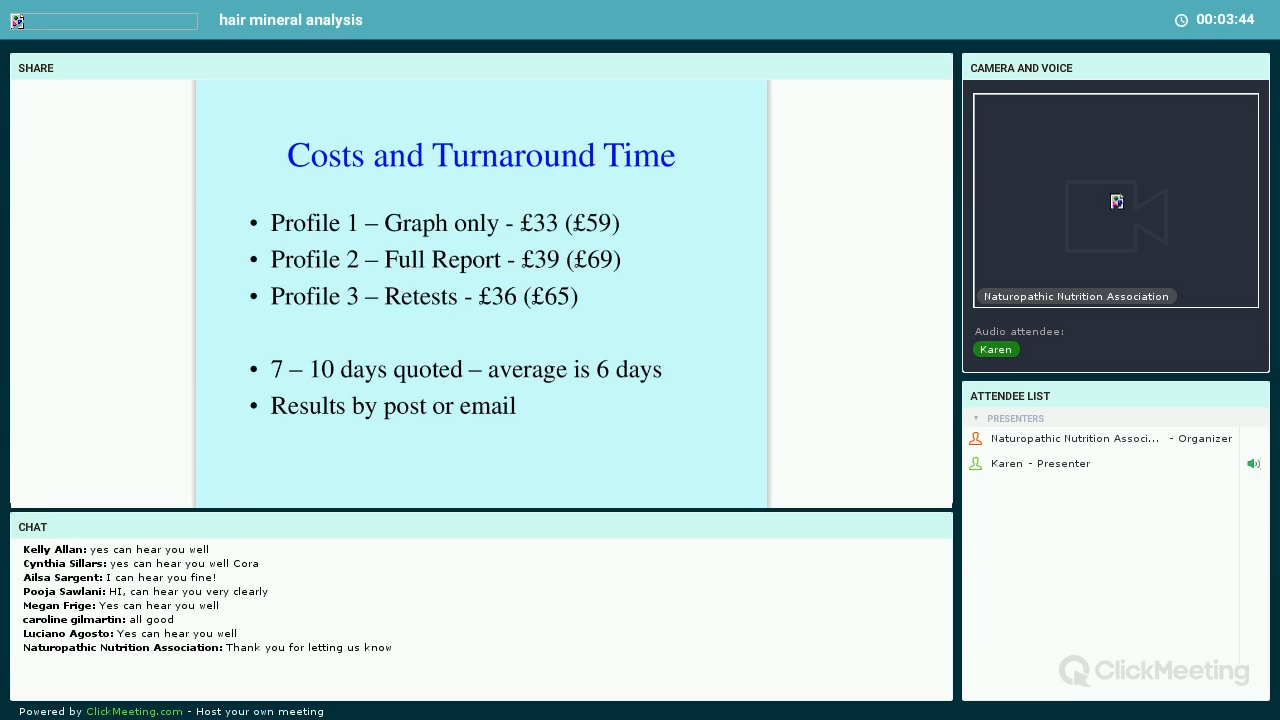 hair mineral analysis
00:03:44
SHARE
Costs and Turnaround Time
• Profile 1 – Graph only - £33 (£59)
• Profile 2 – Full Report - £39 (£69)
• Profile 3 – Retests - £36 (£65)
• 7 – 10 days quoted – average is 6 days
• Results by post or email
CHAT
Kelly Allan: yes can hear you well
Cynthia Sillars: yes can hear you well Cora
Ailsa Sargent: I can hear you fine!
Pooja Sawlani: HI, can hear you very clearly
Megan Frige: Yes can hear you well
caroline gilmartin: all good
Luciano Agosto: Yes can hear you well
Naturopathic Nutrition Association: Thank you for letting us know
CAMERA AND VOICE
Naturopathic Nutrition Association
Audio attendee:
Karen
ATTENDEE LIST
PRESENTERS
Naturopathic Nutrition Associ... - Organizer
Karen - Presenter
ClickMeeting
Powered by ClickMeeting.com - Host your own meeting